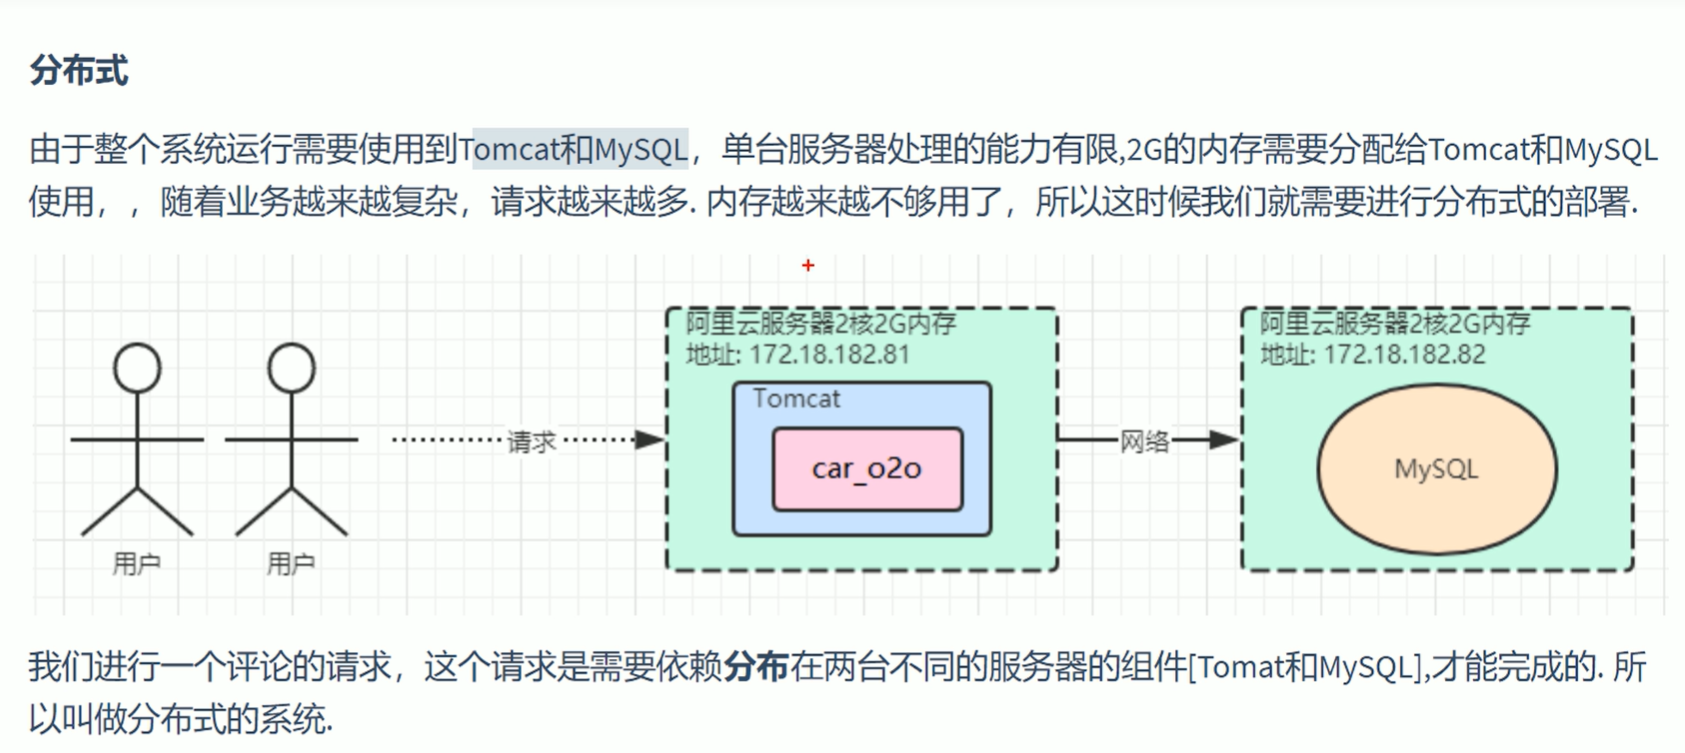 分布式
由于整个系统运行需要使用到Tomcat和MySQL，单台服务器处理的能力有限,2G的内存需要分配给Tomcat和MySQL
使用，，随着业务越来越复杂，请求越来越多. 内存越来越不够用了，所以这时候我们就需要进行分布式的部署.
阿里云服务器2核2G内存
地址: 172.18.182.81
Tomcat
car_o2o
阿里云服务器2核2G内存
地址: 172.18.182.82
MySQL
请求
网络
用户
用户
我们进行一个评论的请求，这个请求是需要依赖分布在两台不同的服务器的组件[Tomat和MySQL],才能完成的. 所
以叫做分布式的系统.